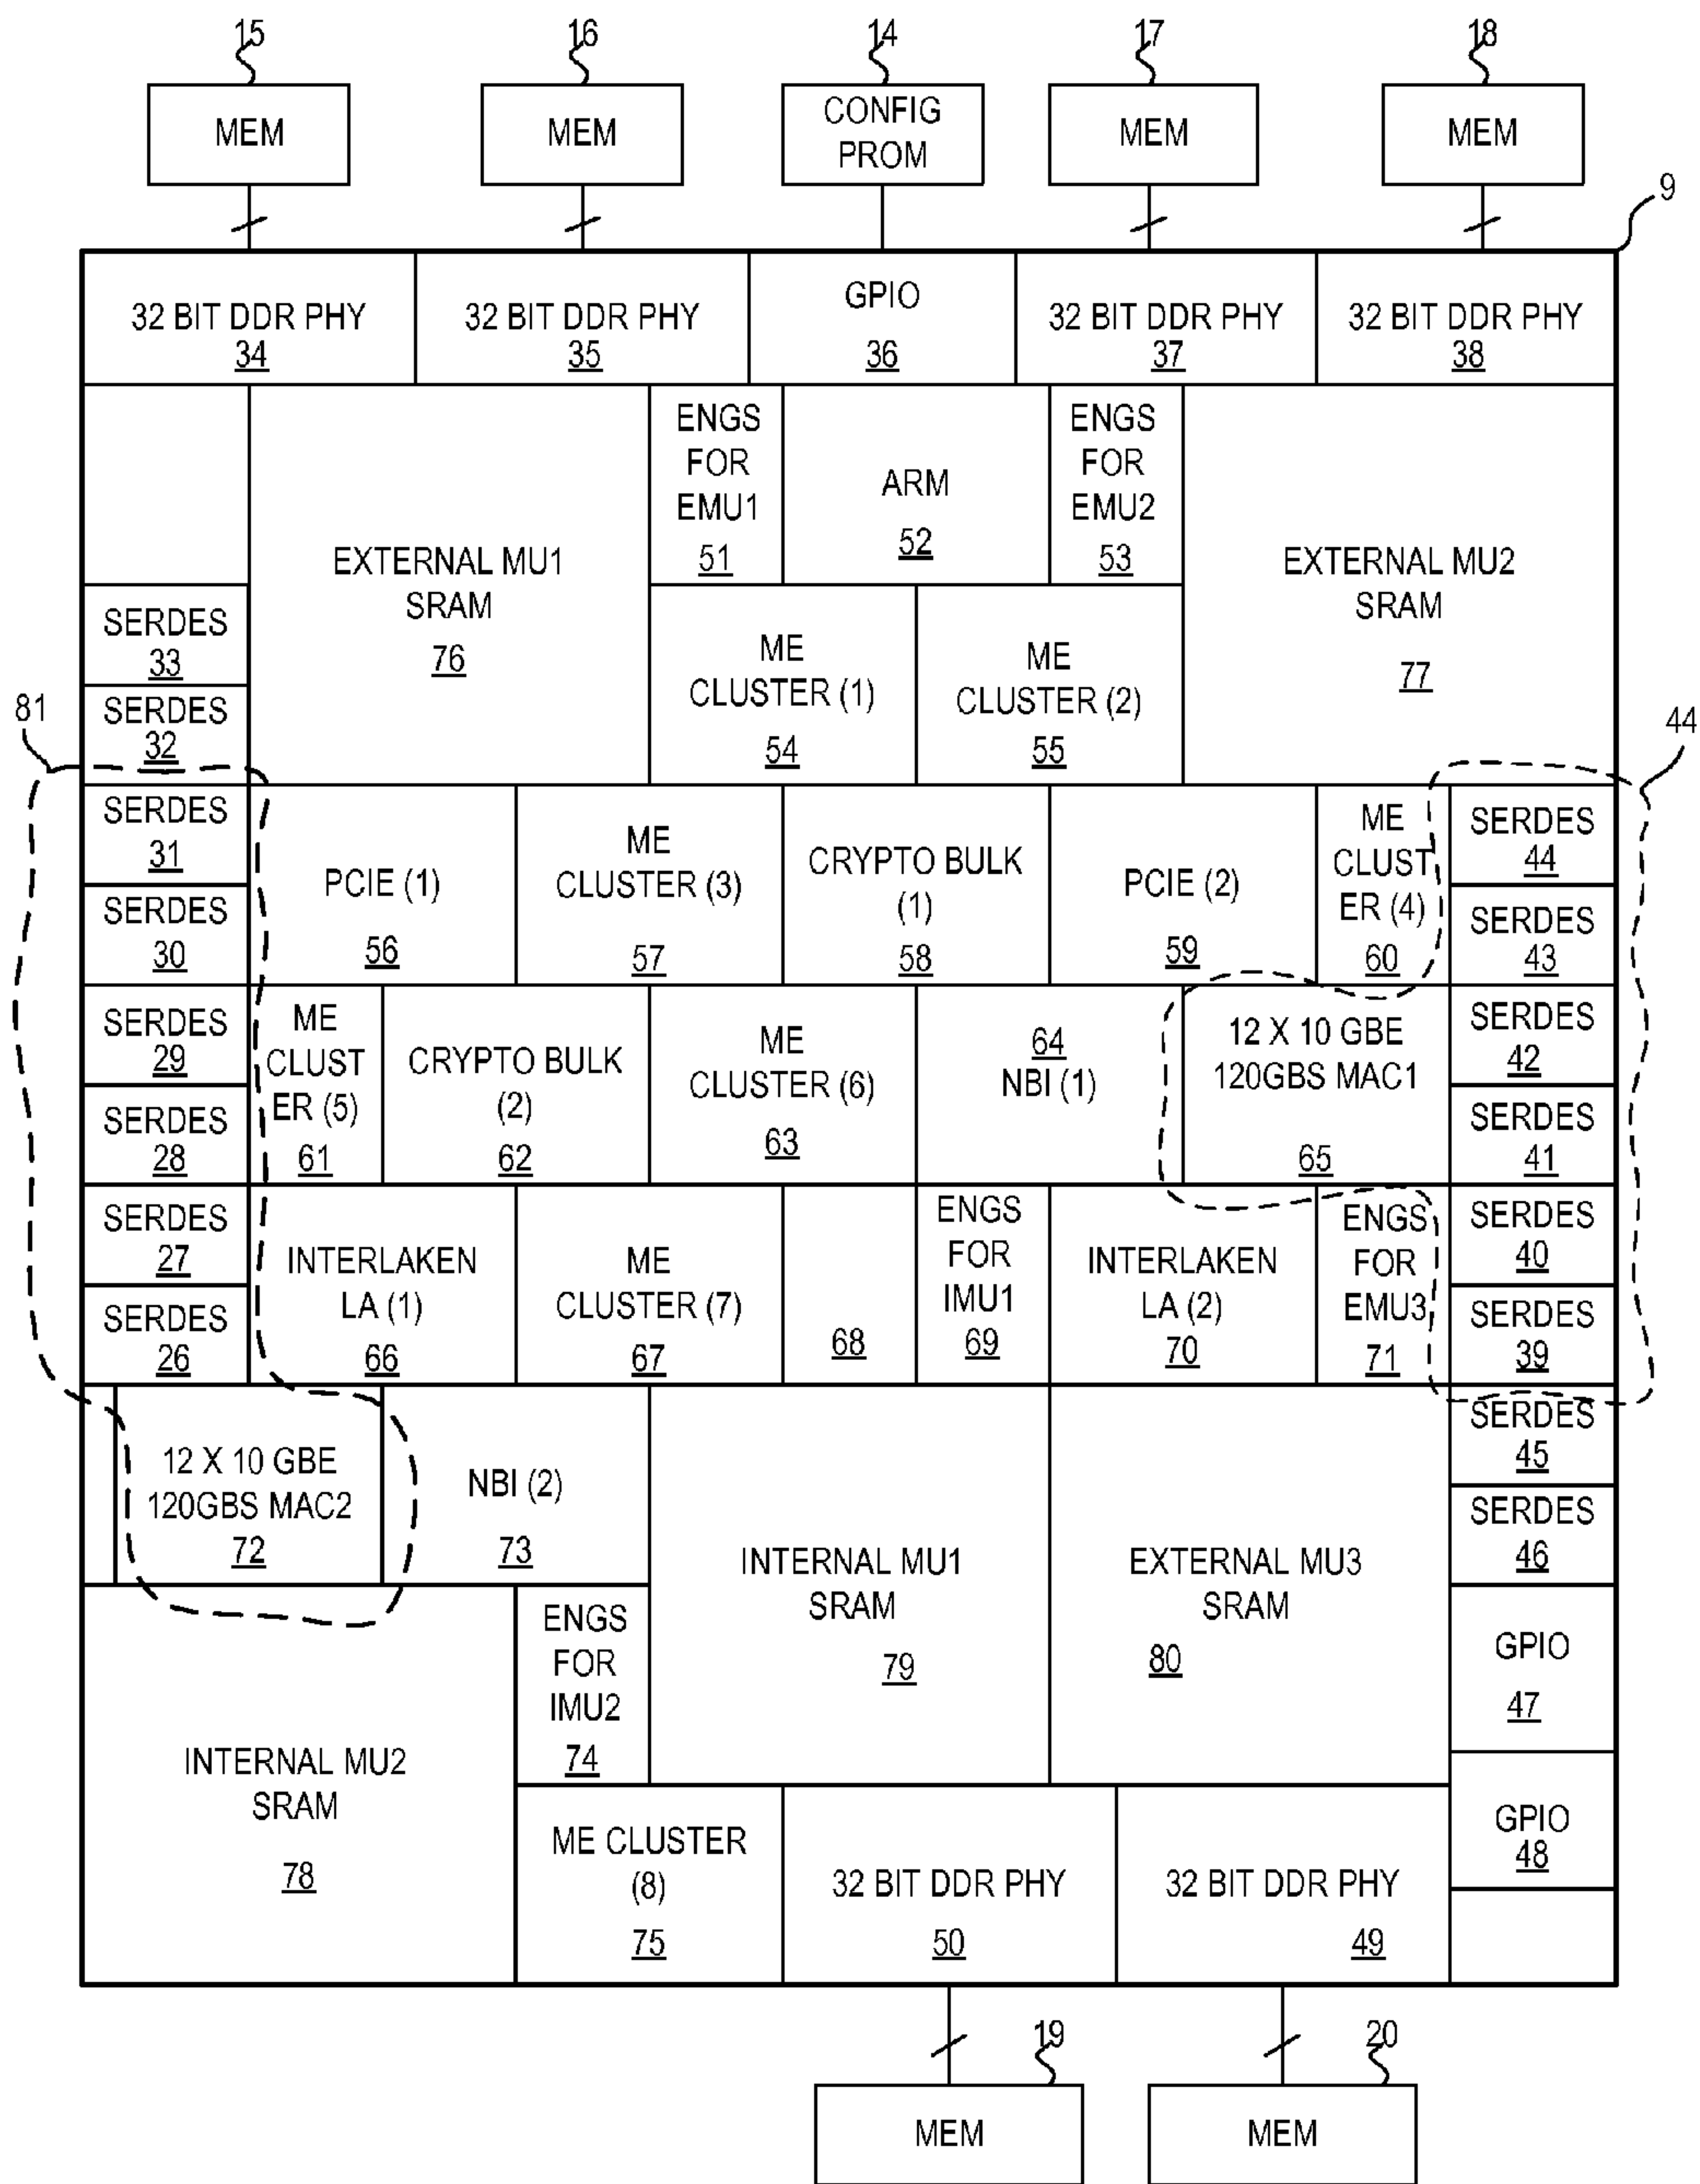 15 16 14 17 18
MEM MEM CONFIG PROM MEM MEM
9
32 BIT DDR PHY 34
32 BIT DDR PHY 35
GPIO 36
32 BIT DDR PHY 37
32 BIT DDR PHY 38
EXTERNAL MU1
SRAM
76
ENGS
FOR
EMU1
51
ARM
52
ENGS
FOR
EMU2
53
EXTERNAL MU2
SRAM
77
SERDES
33
SERDES
32
ME
CLUSTER (1)
54
ME
CLUSTER (2)
55
81
44
SERDES
31
SERDES
30
PCIE (1)
56
ME
CLUSTER (3)
57
CRYPTO BULK
(1)
58
PCIE (2)
59
ME
CLUST
ER (4)
60
SERDES
44
SERDES
43
SERDES
29
SERDES
28
ME
CLUST
ER (5)
61
CRYPTO BULK
(2)
62
ME
CLUSTER (6)
63
64
NBI (1)
12 X 10 GBE
120GBS MAC1
65
SERDES
42
SERDES
41
SERDES
27
SERDES
26
INTERLAKEN
LA (1)
66
ME
CLUSTER (7)
67
68
ENGS
FOR
IMU1
69
INTERLAKEN
LA (2)
70
ENGS
FOR
EMU3
71
SERDES
40
SERDES
39
12 X 10 GBE
120GBS MAC2
72
NBI (2)
73
INTERNAL MU1
SRAM
79
EXTERNAL MU3
SRAM
80
SERDES
45
SERDES
46
INTERNAL MU2
SRAM
78
ENGS
FOR
IMU2
74
GPIO
47
GPIO
48
ME CLUSTER
(8)
75
32 BIT DDR PHY
50
32 BIT DDR PHY
49
19 20
MEM MEM